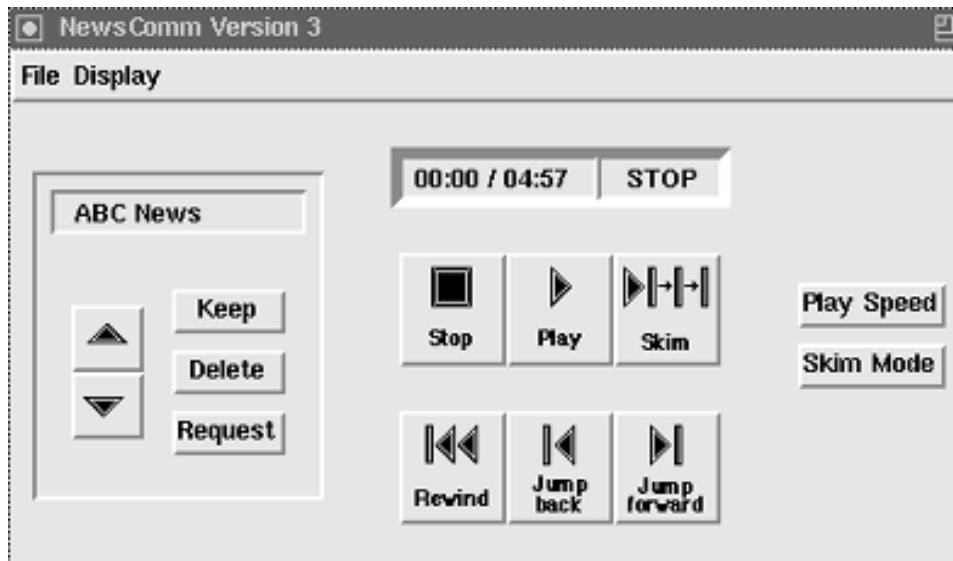 NewsComm Version 3
File Display
00:00 / 04:57 STOP
ABC News
Keep
Delete
Request
Stop
Play
Skim
Rewind
Jump
back
Jump
forward
Play Speed
Skim Mode